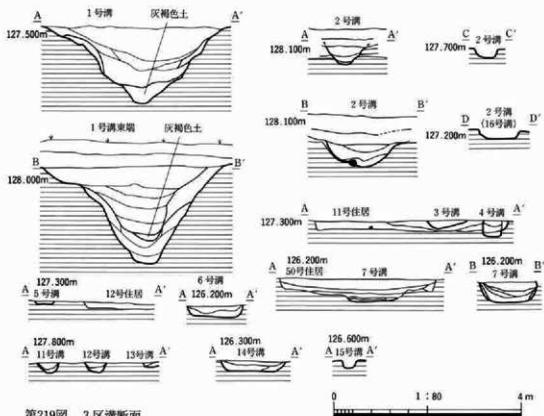 A 1号溝 灰褐色土 A′
127.500m
1号溝東端 灰褐色土
B B′
128.000m
2号溝
A A′
128.100m
C C′
127.700m 2号溝
B 2号溝 B′
128.100m
D 2号溝 D′
(16号溝)
127.200m
127.300m
A 11号住居 3号溝 4号溝 A′
127.300m
A A′
5号溝 12号住居
6号溝
A 126.200m A′
126.200m
A 50号住居 7号溝 A′
126.200m
B 7号溝 B′
127.800m
A 11号溝 12号溝 13号溝 A′
126.300m
A 14号溝 A′
126.600m
A 15号溝 A′
第219図 3区溝断面
0 1:80 4m